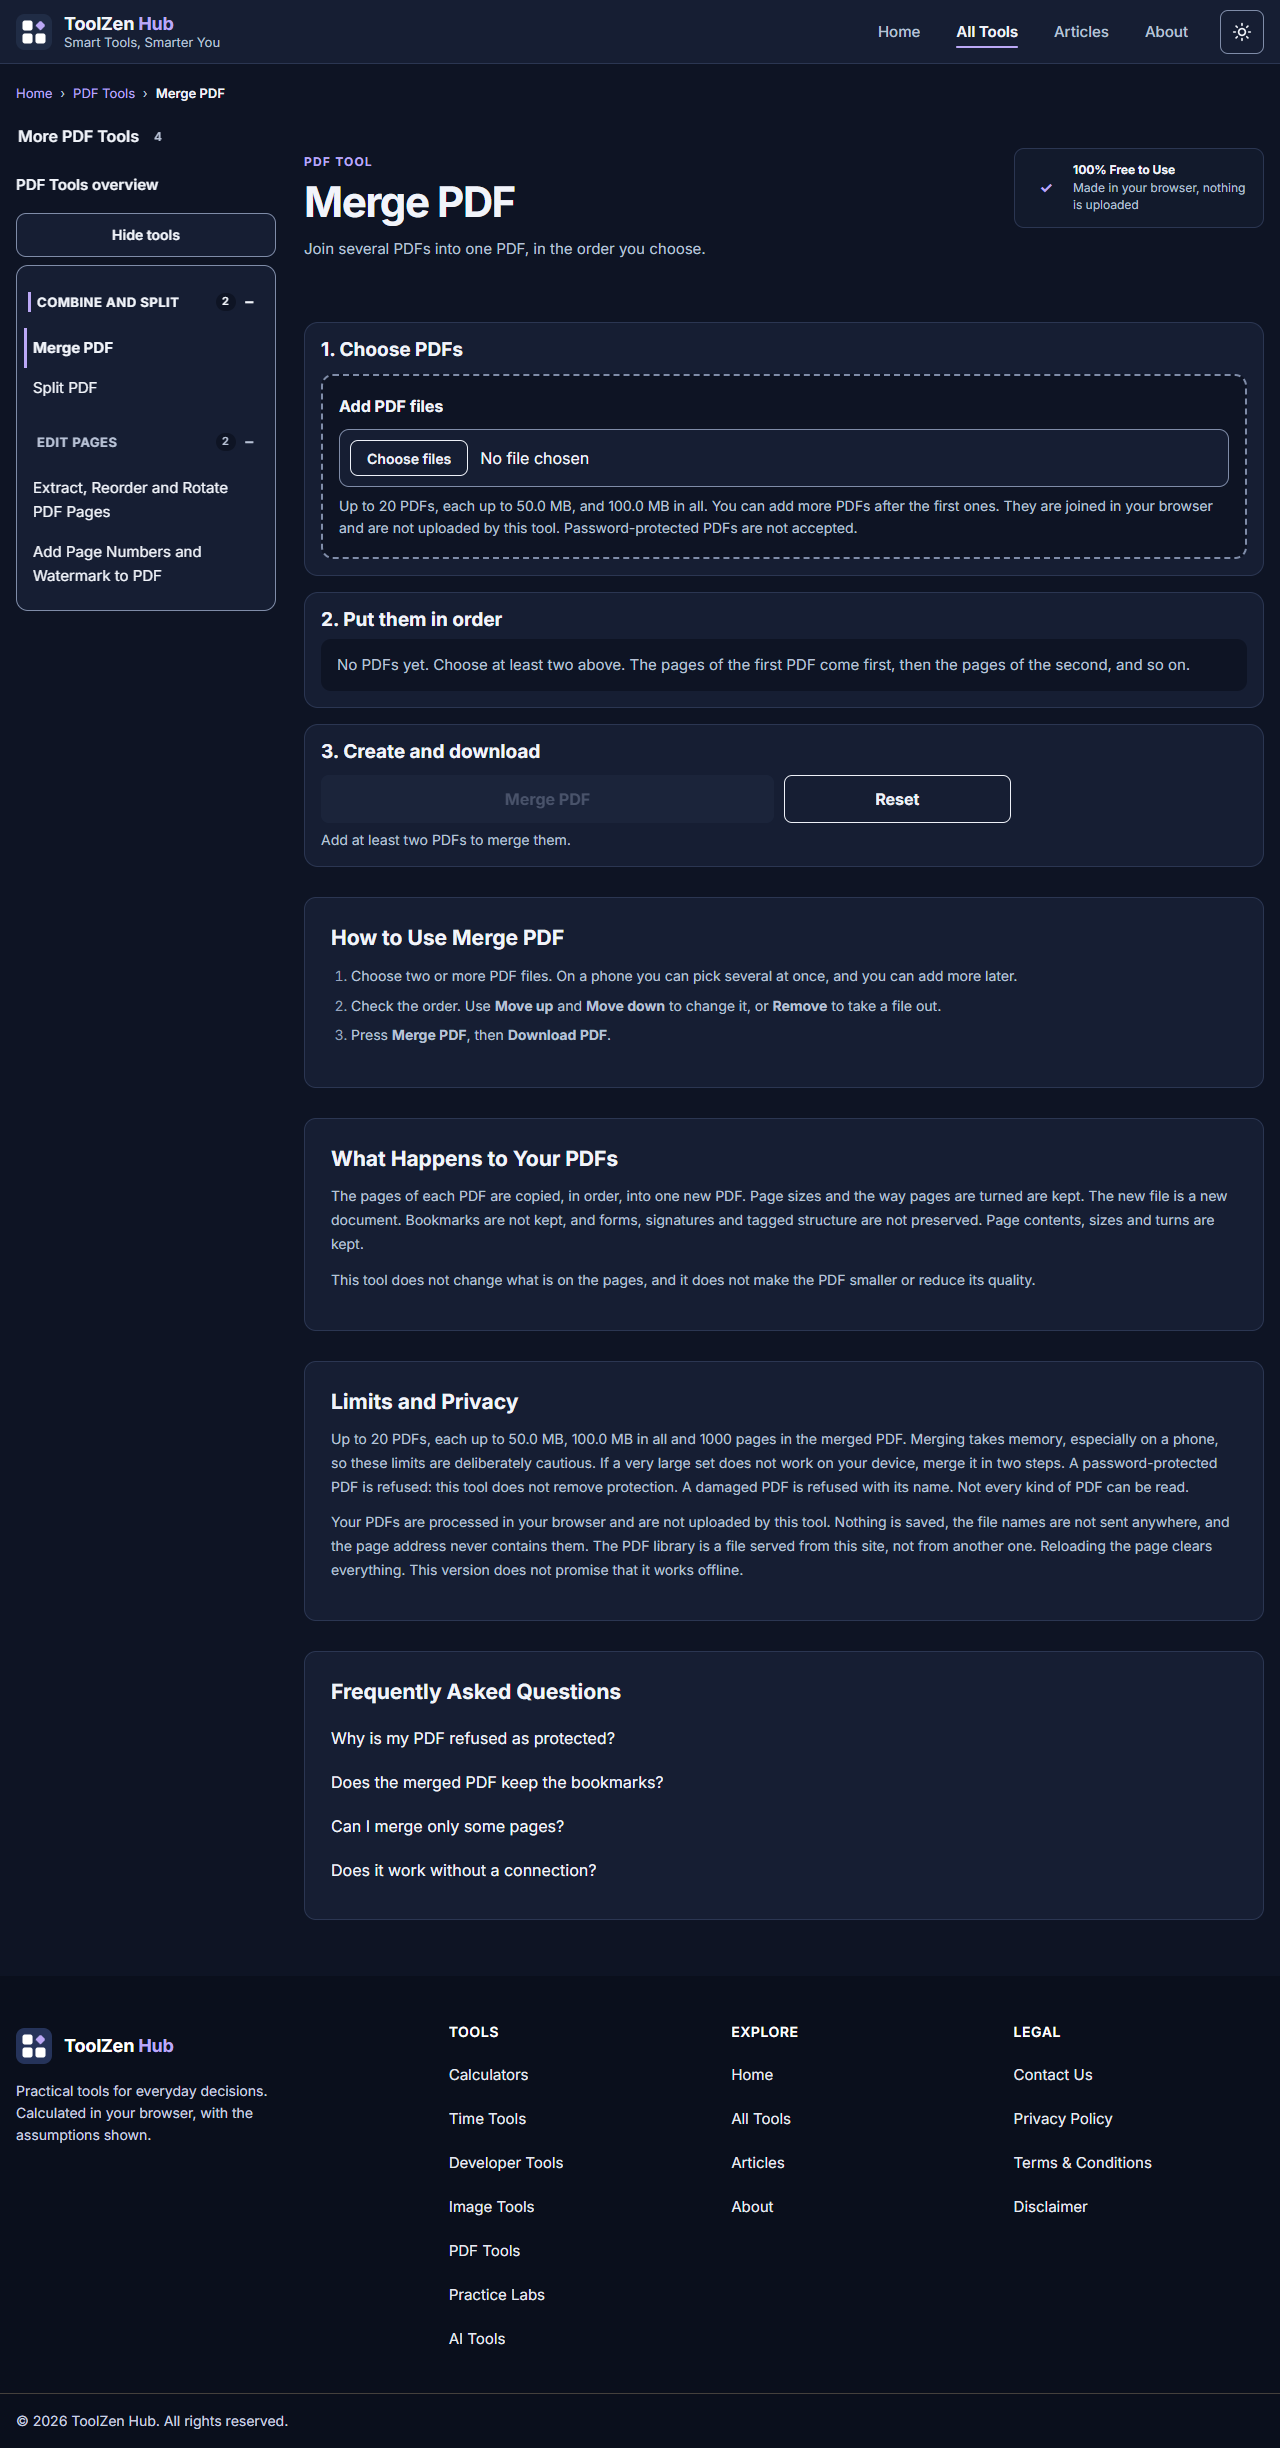 ToolZen Hub
Smart Tools, Smarter You
Home
All Tools
Articles
About
Home › PDF Tools › Merge PDF
More PDF Tools 4
PDF Tools overview
Hide tools
COMBINE AND SPLIT 2 −
Merge PDF
Split PDF
EDIT PAGES 2 −
Extract, Reorder and Rotate
PDF Pages
Add Page Numbers and
Watermark to PDF
PDF TOOL
Merge PDF
Join several PDFs into one PDF, in the order you choose.
✓
100% Free to Use
Made in your browser, nothing
is uploaded
1. Choose PDFs
Add PDF files
Choose files No file chosen
Up to 20 PDFs, each up to 50.0 MB, and 100.0 MB in all. You can add more PDFs after the first ones. They are joined in your browser
and are not uploaded by this tool. Password-protected PDFs are not accepted.
2. Put them in order
No PDFs yet. Choose at least two above. The pages of the first PDF come first, then the pages of the second, and so on.
3. Create and download
Merge PDF
Reset
Add at least two PDFs to merge them.
How to Use Merge PDF
1. Choose two or more PDF files. On a phone you can pick several at once, and you can add more later.
2. Check the order. Use Move up and Move down to change it, or Remove to take a file out.
3. Press Merge PDF, then Download PDF.
What Happens to Your PDFs
The pages of each PDF are copied, in order, into one new PDF. Page sizes and the way pages are turned are kept. The new file is a new
document. Bookmarks are not kept, and forms, signatures and tagged structure are not preserved. Page contents, sizes and turns are
kept.
This tool does not change what is on the pages, and it does not make the PDF smaller or reduce its quality.
Limits and Privacy
Up to 20 PDFs, each up to 50.0 MB, 100.0 MB in all and 1000 pages in the merged PDF. Merging takes memory, especially on a phone,
so these limits are deliberately cautious. If a very large set does not work on your device, merge it in two steps. A password-protected
PDF is refused: this tool does not remove protection. A damaged PDF is refused with its name. Not every kind of PDF can be read.
Your PDFs are processed in your browser and are not uploaded by this tool. Nothing is saved, the file names are not sent anywhere, and
the page address never contains them. The PDF library is a file served from this site, not from another one. Reloading the page clears
everything. This version does not promise that it works offline.
Frequently Asked Questions
Why is my PDF refused as protected?
Does the merged PDF keep the bookmarks?
Can I merge only some pages?
Does it work without a connection?
ToolZen Hub
Practical tools for everyday decisions.
Calculated in your browser, with the
assumptions shown.
TOOLS
Calculators
Time Tools
Developer Tools
Image Tools
PDF Tools
Practice Labs
AI Tools
EXPLORE
Home
All Tools
Articles
About
LEGAL
Contact Us
Privacy Policy
Terms & Conditions
Disclaimer
© 2026 ToolZen Hub. All rights reserved.